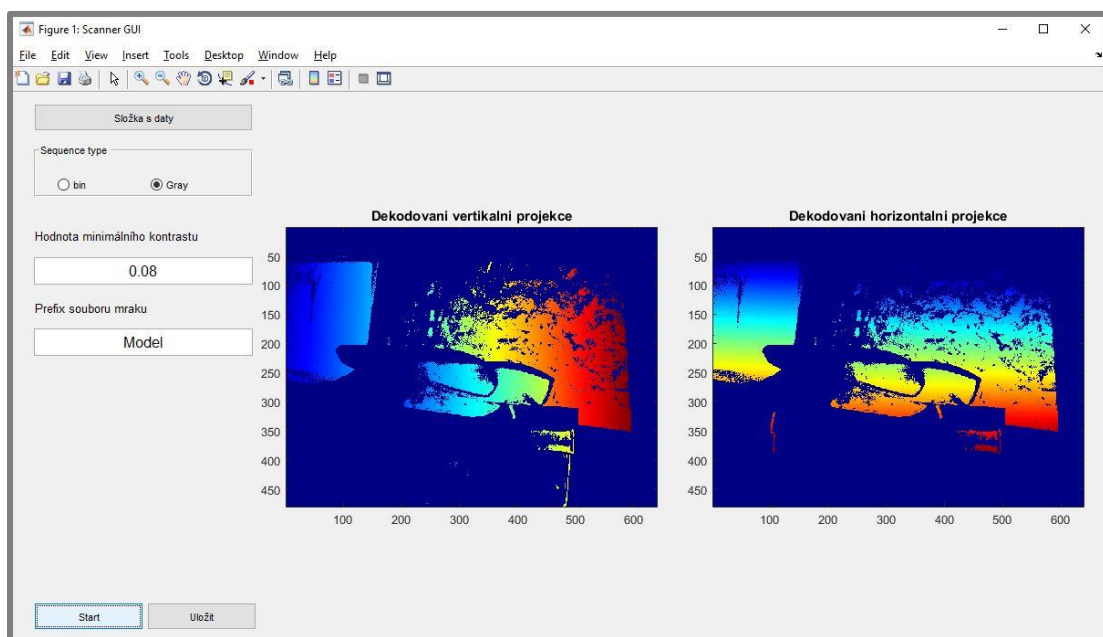 Figure 1: Scanner GUI
File Edit View Insert Tools Desktop Window Help
Složka s daty
Sequence type
bin Gray
Hodnota minimálního kontrastu
0.08
Prefix souboru mraku
Model
Dekodovani vertikalni projekce
50
100
150
200
250
300
350
400
450
100 200 300 400 500 600
Dekodovani horizontalni projekce
50
100
150
200
250
300
350
400
450
100 200 300 400 500 600
Start Uložit